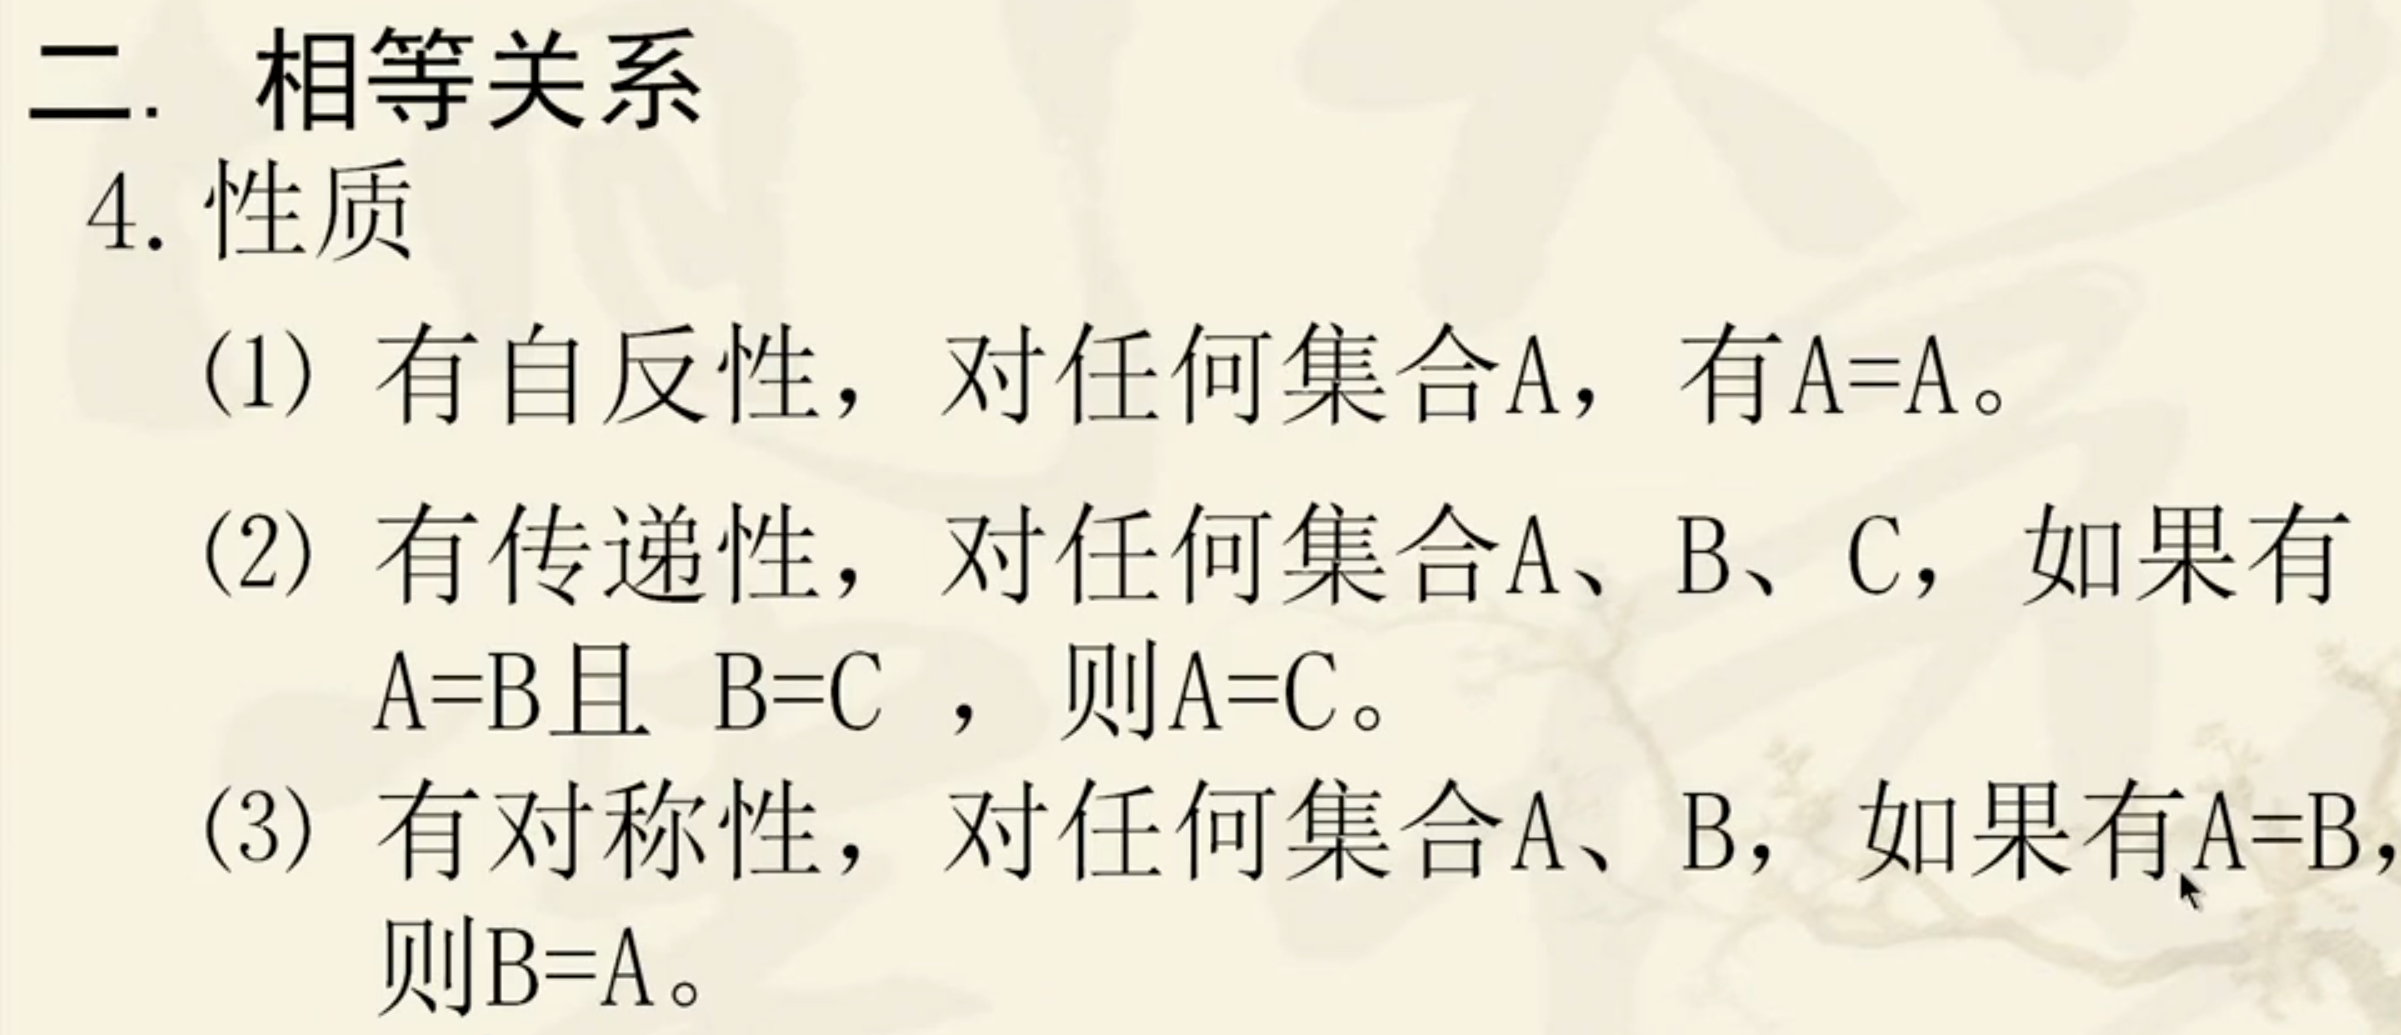 二. 相等关系
4. 性质
(1) 有自反性，对任何集合A，有A=A。
(2) 有传递性，对任何集合A、B、C，如果有
A=B且 B=C ，则A=C。
(3) 有对称性，对任何集合A、B，如果有A=B，
则B=A。